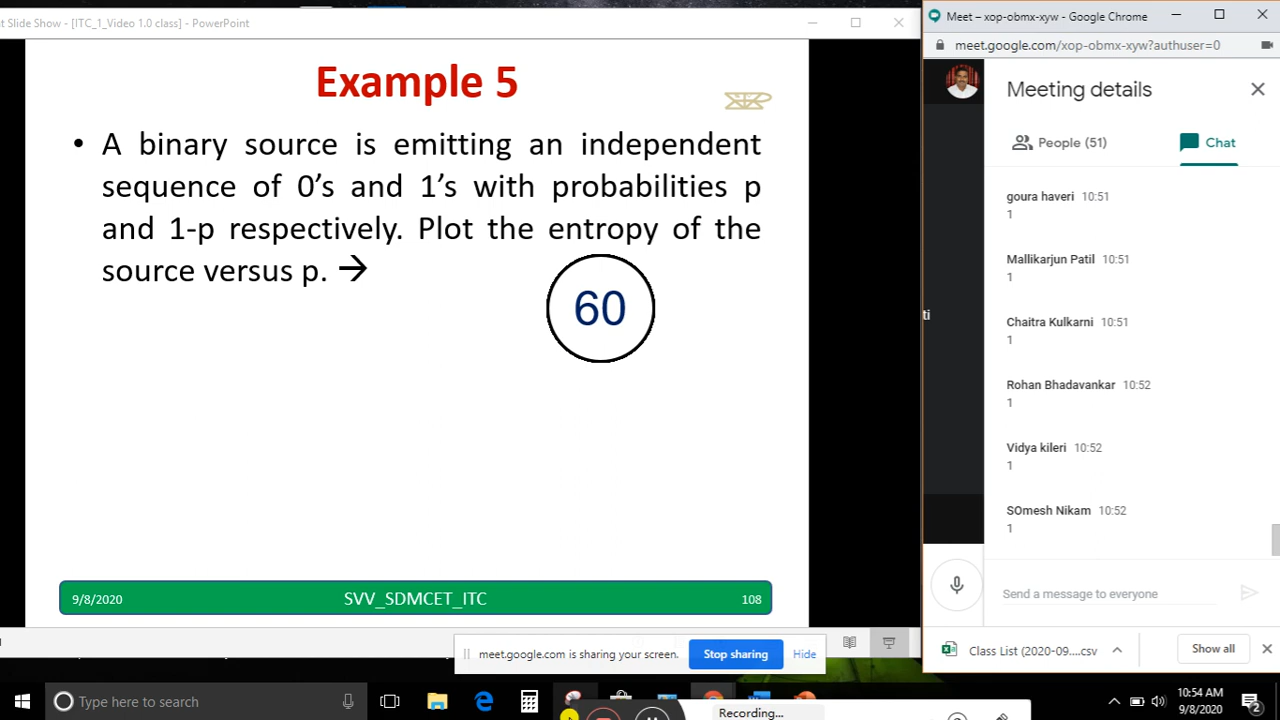 t Slide Show - [ITC_1_Video 1.0 class] - PowerPoint
Example 5
• A binary source is emitting an independent
sequence of 0’s and 1’s with probabilities p
and 1-p respectively. Plot the entropy of the
source versus p. →
60
9/8/2020
SVV_SDMCET_ITC
108
meet.google.com is sharing your screen.
Stop sharing
Hide
Meet – xop-obmx-xyw - Google Chrome
meet.google.com/xop-obmx-xyw?authuser=0
Meeting details
People (51)
Chat
goura haveri 10:51
1
Mallikarjun Patil 10:51
1
Chaitra Kulkarni 10:51
1
Rohan Bhadavankar 10:52
1
Vidya kileri 10:52
1
SOmesh Nikam 10:52
1
ti
Send a message to everyone
Class List (2020-09....csv
Show all
Type here to search
Recording...
10:54 AM
9/8/2020
2